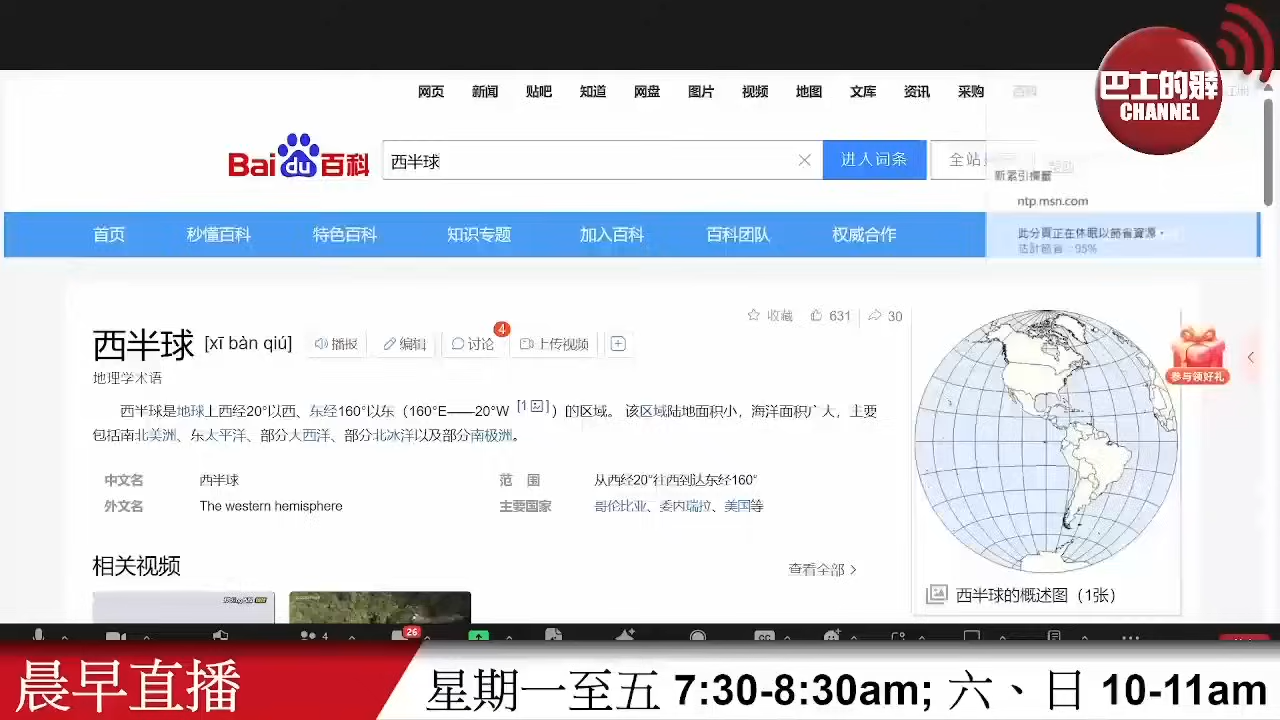 网页 新闻 贴吧 知道 网盘 图片 视频 地图 文库 资讯 采购 百科
巴士的報
CHANNEL
Bai du 百科 西半球 进入词条 全站
新索引標籤
ntp.msn.com
此分頁正在休眠以節省資源。
估計節省：95%
首页 秒懂百科 特色百科 知识专题 加入百科 百科团队 权威合作
收藏 631 30
西半球 [xī bàn qiú] 播报 编辑 讨论 4 上传视频
参与领好礼
地理学术语
西半球是地球上西经20°以西、东经160°以东（160°E——20°W [1]）的区域。该区域陆地面积小，海洋面积广大，主要
包括南北美洲、东太平洋、部分大西洋、部分北冰洋以及部分南极洲。
中文名 西半球 范 围 从西经20°往西到达东经160°
外文名 The western hemisphere 主要国家 哥伦比亚、委内瑞拉、美国等
相关视频 查看全部
西半球的概述图（1张）
4 26
晨早直播
星期一至五 7:30-8:30am; 六、日 10-11am